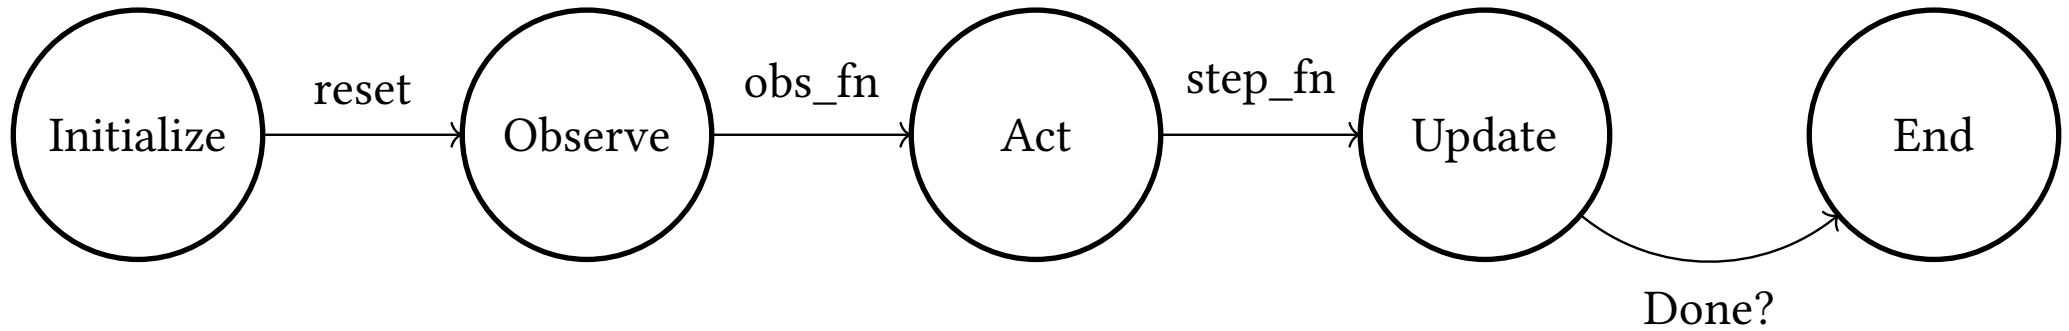 Initialize
reset
Observe
obs_fn
Act
step_fn
Update
Done?
End